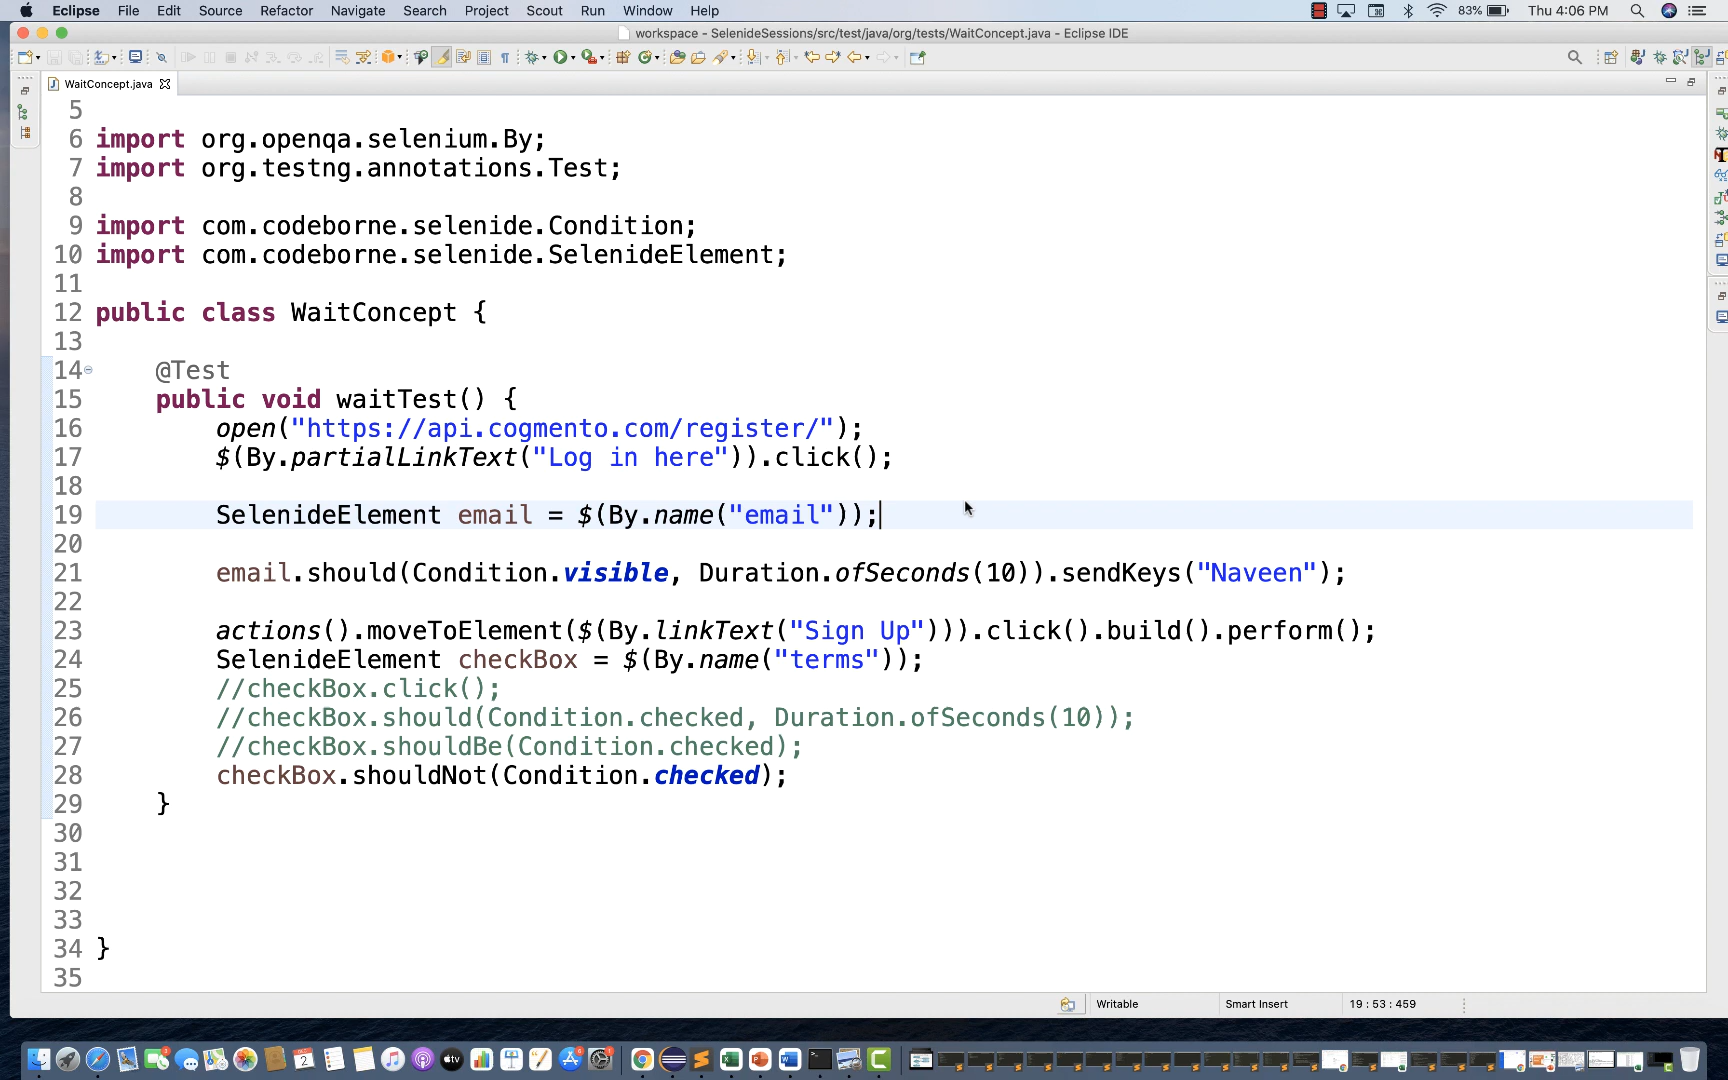 Eclipse File Edit Source Refactor Navigate Search Project Scout Run Window Help 83% Thu 4:06 PM
workspace - SelenideSessions/src/test/java/org/tests/WaitConcept.java - Eclipse IDE
WaitConcept.java
5
6 import org.openqa.selenium.By;
7 import org.testng.annotations.Test;
8
9 import com.codeborne.selenide.Condition;
10 import com.codeborne.selenide.SelenideElement;
11
12 public class WaitConcept {
13
14 @Test
15 public void waitTest() {
16 open("https://api.cogmento.com/register/");
17 $(By.partialLinkText("Log in here")).click();
18
19 SelenideElement email = $(By.name("email"));
20
21 email.should(Condition.visible, Duration.ofSeconds(10)).sendKeys("Naveen");
22
23 actions().moveToElement($(By.linkText("Sign Up"))).click().build().perform();
24 SelenideElement checkBox = $(By.name("terms"));
25 //checkBox.click();
26 //checkBox.should(Condition.checked, Duration.ofSeconds(10));
27 //checkBox.shouldBe(Condition.checked);
28 checkBox.shouldNot(Condition.checked);
29 }
30
31
32
33
34 }
35
Writable Smart Insert 19 : 53 : 459